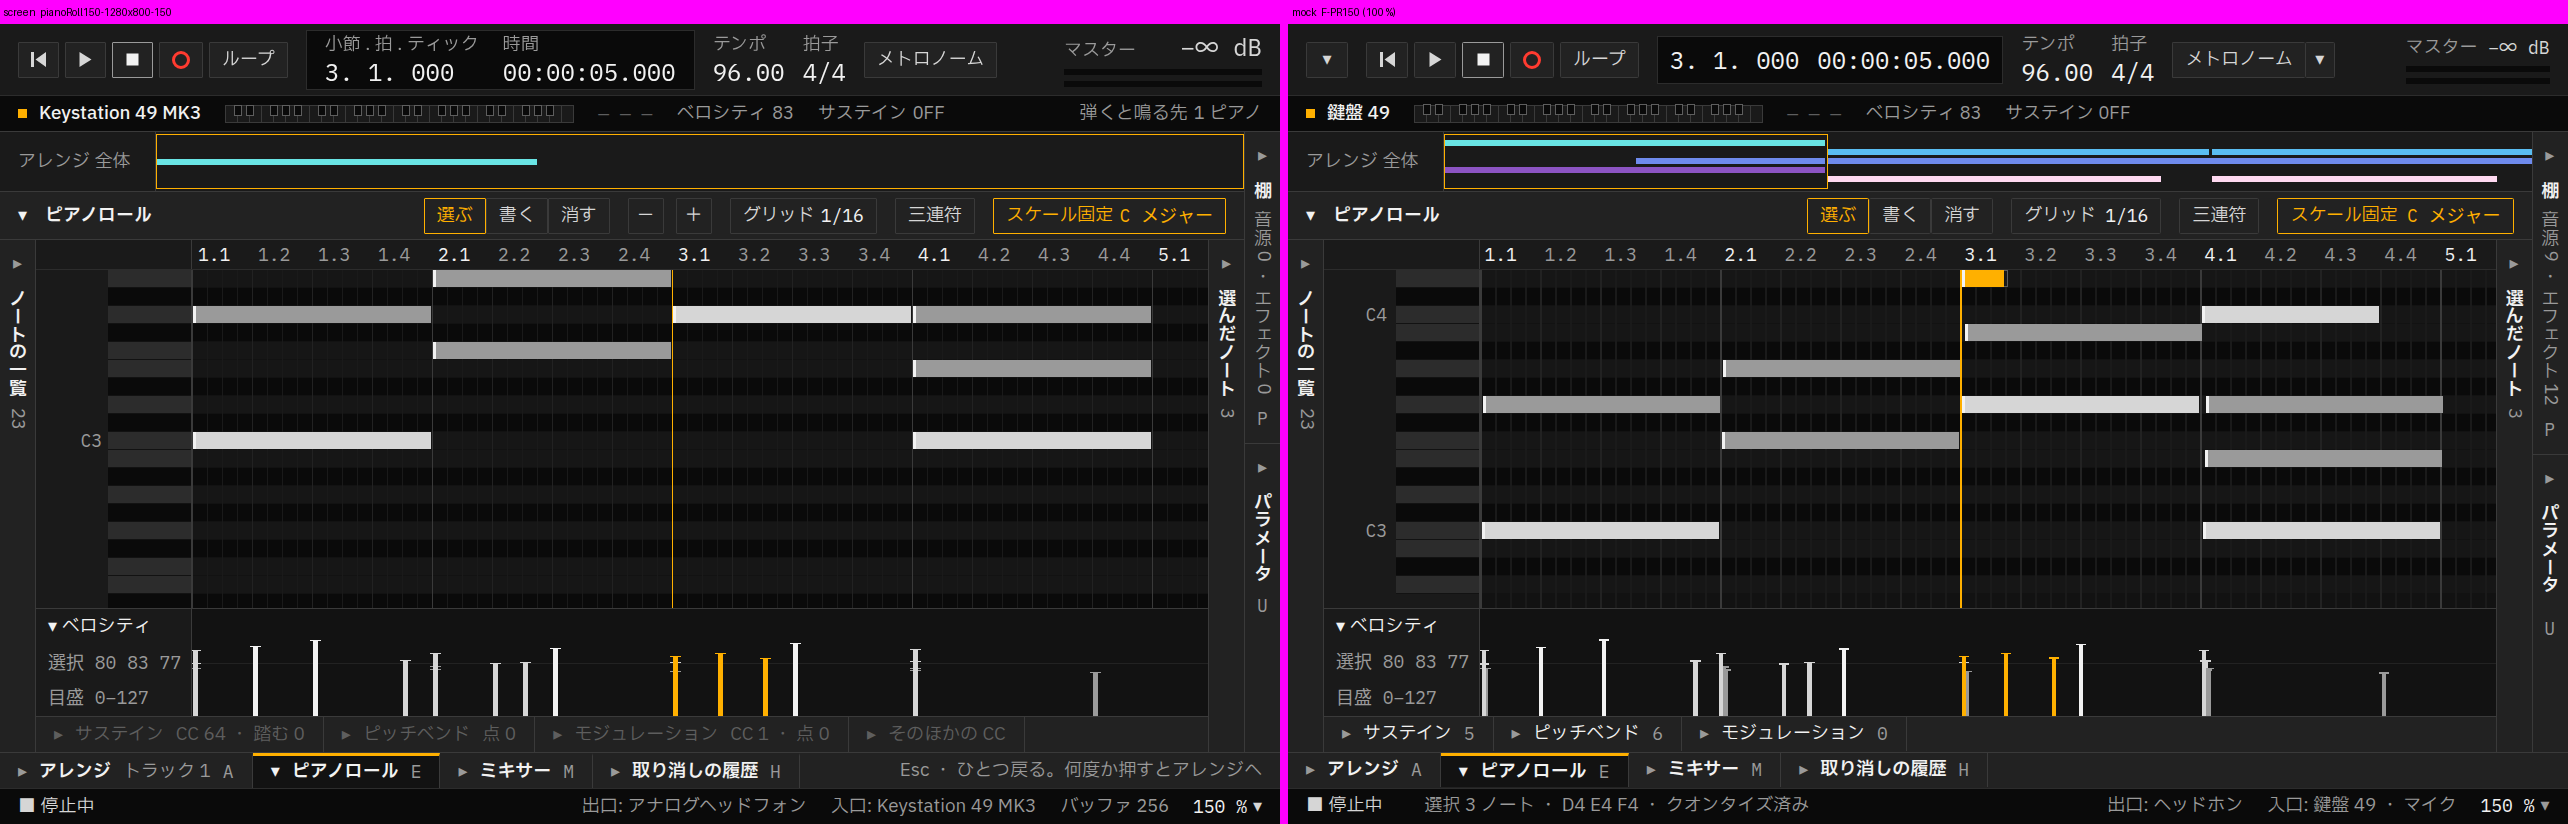 screen pianoRoll150-1280x800-150
ループ
小節 . 拍 . ティック 時間
3. 1. 000 00:00:05.000
テンポ 拍子
96.00 4/4
メトロノーム
マスター −∞ dB
Keystation 49 MK3
— — —
ベロシティ 83 サステイン OFF
弾くと鳴る先 1 ピアノ
アレンジ 全体
▼ ピアノロール
選ぶ 書く 消す
− +
グリッド 1/16
三連符
スケール固定 C メジャー
1.1 1.2 1.3 1.4 2.1 2.2 2.3 2.4 3.1 3.2 3.3 3.4 4.1 4.2 4.3 4.4 5.1
▶ ノートの一覧 23
C3
▶ 選んだノート 3
▶ 棚 音源 0 · エフェクト 0 P
▶ パラメータ U
▼ ベロシティ
選択 80 83 77
目盛 0–127
▶ サステイン CC 64 · 踏む 0 ▶ ピッチベンド 点 0 ▶ モジュレーション CC 1 · 点 0 ▶ そのほかの CC
▶ アレンジ トラック 1 A ▼ ピアノロール E ▶ ミキサー M ▶ 取り消しの履歴 H
Esc · ひとつ戻る。何度か押すとアレンジへ
■ 停止中
出口: アナログヘッドフォン 入口: Keystation 49 MK3 バッファ 256 150 % ▼
mock F-PR150 (100 %)
▼
ループ
3. 1. 000 00:00:05.000
テンポ 拍子
96.00 4/4
メトロノーム ▼
マスター −∞ dB
鍵盤 49
— — —
ベロシティ 83 サステイン OFF
アレンジ 全体
▼ ピアノロール
選ぶ 書く 消す
グリッド 1/16
三連符
スケール固定 C メジャー
1.1 1.2 1.3 1.4 2.1 2.2 2.3 2.4 3.1 3.2 3.3 3.4 4.1 4.2 4.3 4.4 5.1
▶ ノートの一覧 23
C4
C3
▶ 選んだノート 3
▶ 棚 音源 9 · エフェクト 12 P
▶ パラメータ U
▼ ベロシティ
選択 80 83 77
目盛 0–127
▶ サステイン 5 ▶ ピッチベンド 6 ▶ モジュレーション 0
▶ アレンジ A ▼ ピアノロール E ▶ ミキサー M ▶ 取り消しの履歴 H
■ 停止中 選択 3 ノート · D4 E4 F4 · クオンタイズ済み
出口: ヘッドホン 入口: 鍵盤 49 · マイク 150 % ▼